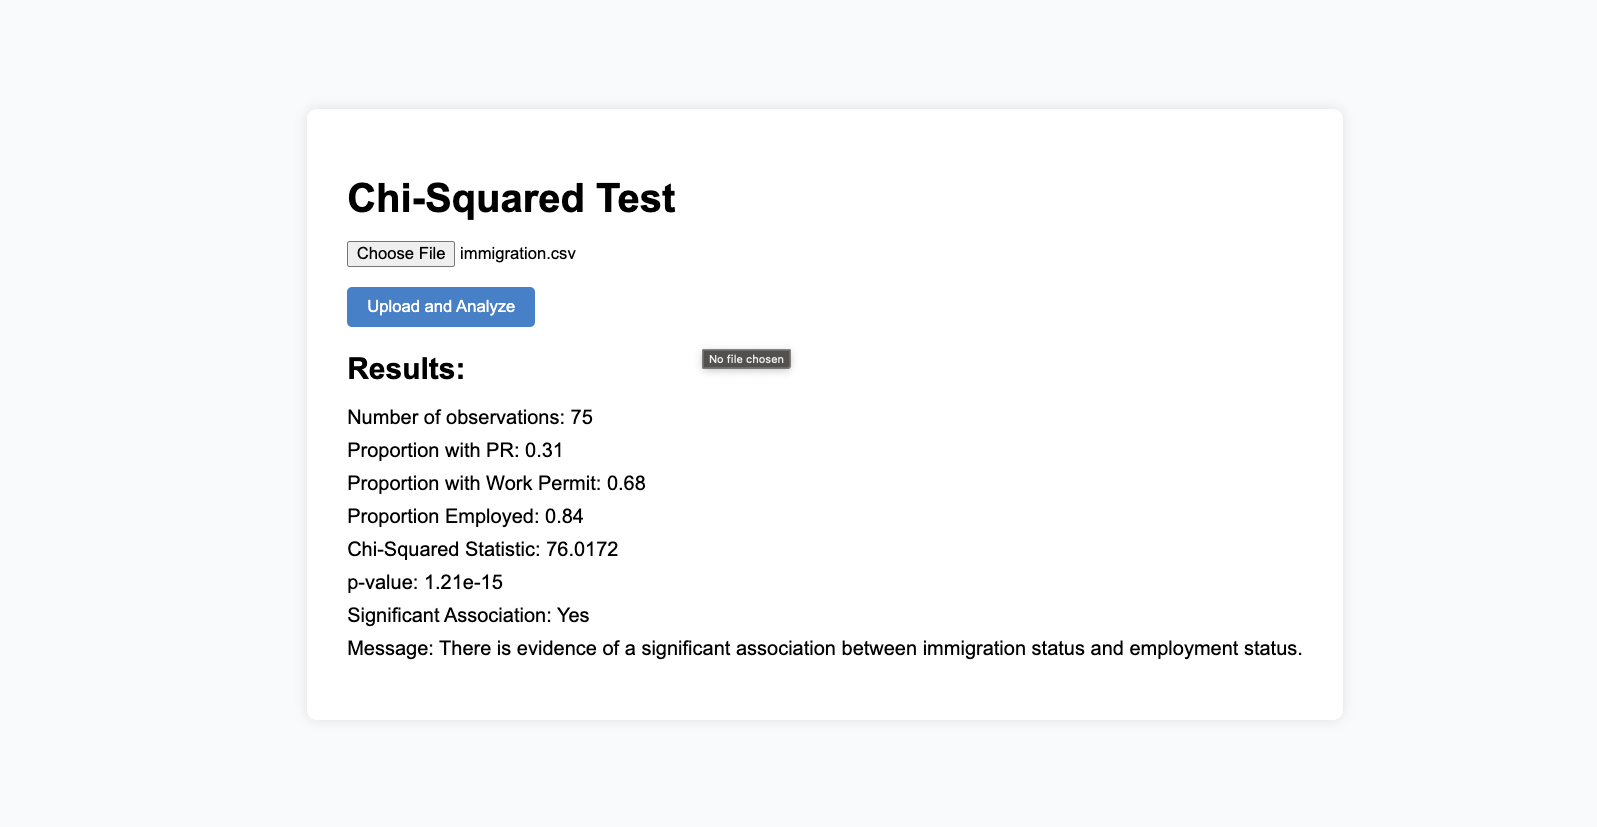 Chi-Squared Test
Choose File immigration.csv
Upload and Analyze
No file chosen
Results:
Number of observations: 75
Proportion with PR: 0.31
Proportion with Work Permit: 0.68
Proportion Employed: 0.84
Chi-Squared Statistic: 76.0172
p-value: 1.21e-15
Significant Association: Yes
Message: There is evidence of a significant association between immigration status and employment status.